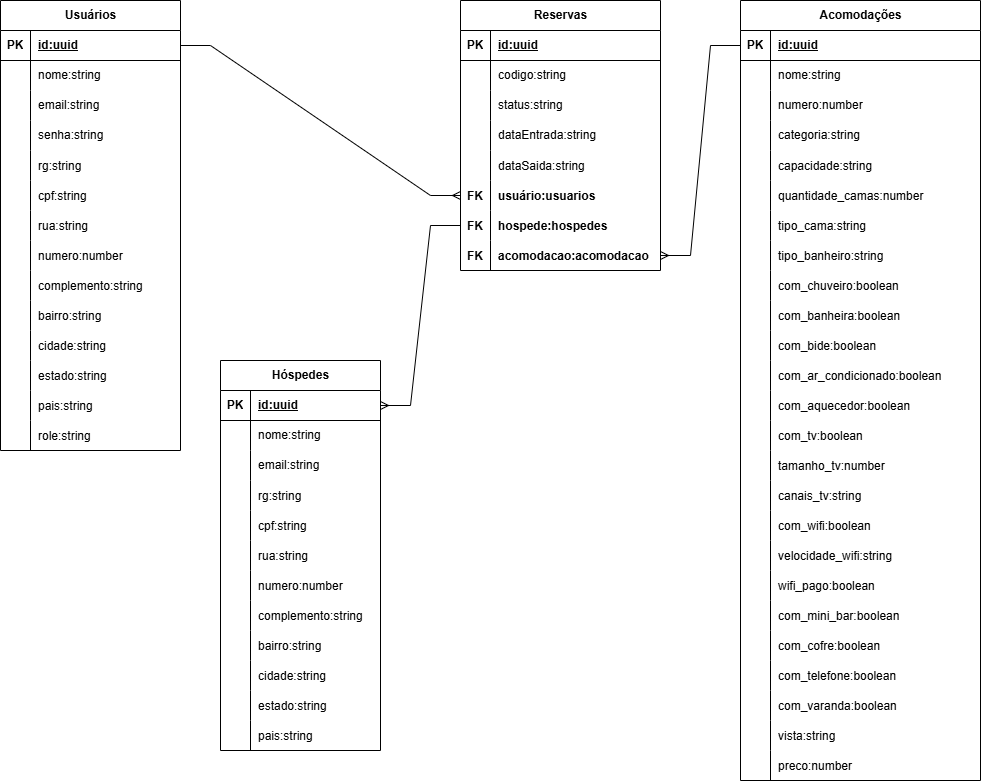 Usuários
PK id:uuid
nome:string
email:string
senha:string
rg:string
cpf:string
rua:string
numero:number
complemento:string
bairro:string
cidade:string
estado:string
pais:string
role:string
Reservas
PK id:uuid
codigo:string
status:string
dataEntrada:string
dataSaida:string
FK usuário:usuarios
FK hospede:hospedes
FK acomodacao:acomodacao
Hóspedes
PK id:uuid
nome:string
email:string
rg:string
cpf:string
rua:string
numero:number
complemento:string
bairro:string
cidade:string
estado:string
pais:string
Acomodações
PK id:uuid
nome:string
numero:number
categoria:string
capacidade:string
quantidade_camas:number
tipo_cama:string
tipo_banheiro:string
com_chuveiro:boolean
com_banheira:boolean
com_bide:boolean
com_ar_condicionado:boolean
com_aquecedor:boolean
com_tv:boolean
tamanho_tv:number
canais_tv:string
com_wifi:boolean
velocidade_wifi:string
wifi_pago:boolean
com_mini_bar:boolean
com_cofre:boolean
com_telefone:boolean
com_varanda:boolean
vista:string
preco:number